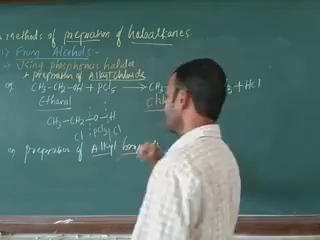 methods of preparation of haloalkanes
1) From Alcohols:-
→ Using phosphorus halide
* preparation of Alkyl chlorides
CH3-CH2-OH + PCl5 → CH3 + HCl
Ethanol
CH3-CH2-O-H
Cl PCl3 Cl
preparation of Alkyl